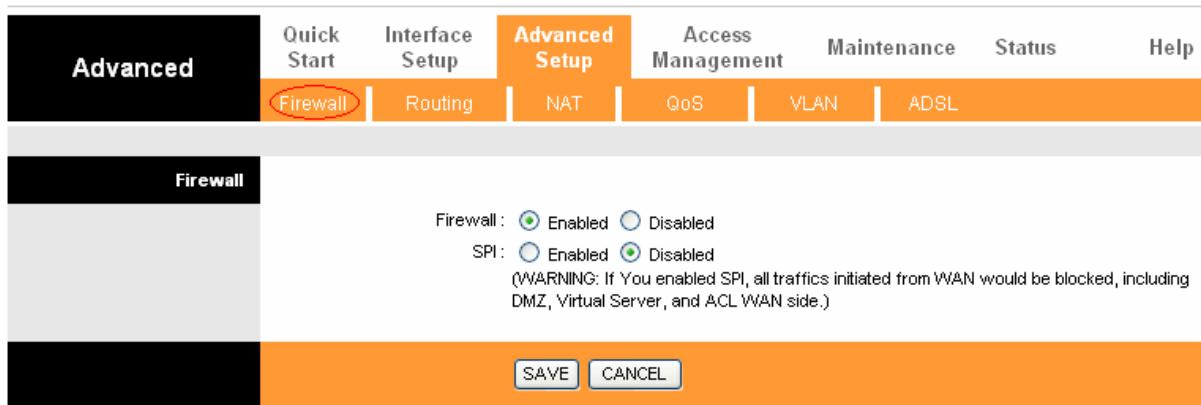 Advanced
Quick Start
Interface Setup
Advanced Setup
Access Management
Maintenance
Status
Help
Firewall
Routing
NAT
QoS
VLAN
ADSL
Firewall
Firewall : Enabled Disabled
SPI : Enabled Disabled
(WARNING: If You enabled SPI, all traffics initiated from WAN would be blocked, including
DMZ, Virtual Server, and ACL WAN side.)
SAVE
CANCEL